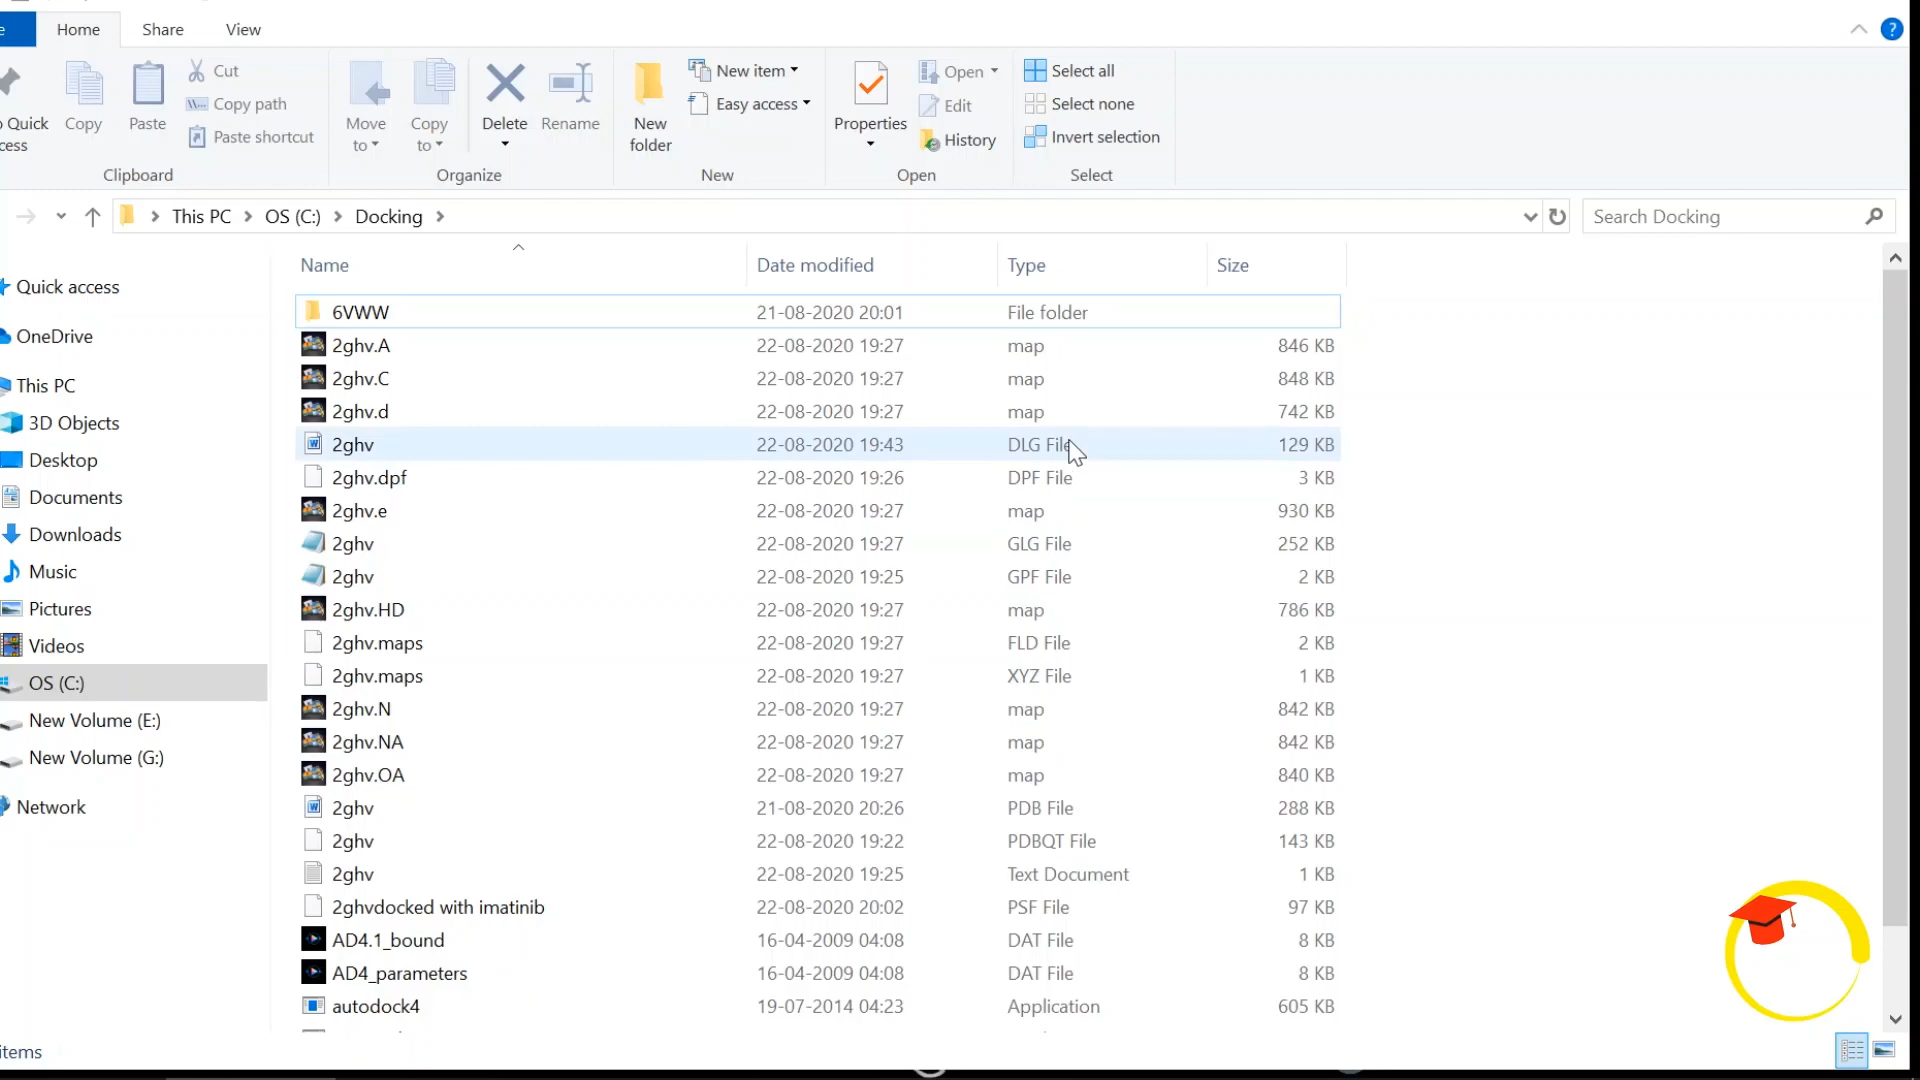 e Home Share View ?
Cut
Copy path
Paste shortcut
Quick
cess
Copy
Paste
Clipboard
Move
to
Copy
to
Delete
Rename
Organize
New
folder
New item
Easy access
New
Properties
Open
Edit
History
Open
Select all
Select none
Invert selection
Select
This PC OS (C:) Docking
Search Docking
Quick access
OneDrive
This PC
3D Objects
Desktop
Documents
Downloads
Music
Pictures
Videos
OS (C:)
New Volume (E:)
New Volume (G:)
Network
Name Date modified Type Size
6VWW 21-08-2020 20:01 File folder
2ghv.A 22-08-2020 19:27 map 846 KB
2ghv.C 22-08-2020 19:27 map 848 KB
2ghv.d 22-08-2020 19:27 map 742 KB
2ghv 22-08-2020 19:43 DLG File 129 KB
2ghv.dpf 22-08-2020 19:26 DPF File 3 KB
2ghv.e 22-08-2020 19:27 map 930 KB
2ghv 22-08-2020 19:27 GLG File 252 KB
2ghv 22-08-2020 19:25 GPF File 2 KB
2ghv.HD 22-08-2020 19:27 map 786 KB
2ghv.maps 22-08-2020 19:27 FLD File 2 KB
2ghv.maps 22-08-2020 19:27 XYZ File 1 KB
2ghv.N 22-08-2020 19:27 map 842 KB
2ghv.NA 22-08-2020 19:27 map 842 KB
2ghv.OA 22-08-2020 19:27 map 840 KB
2ghv 21-08-2020 20:26 PDB File 288 KB
2ghv 22-08-2020 19:22 PDBQT File 143 KB
2ghv 22-08-2020 19:25 Text Document 1 KB
2ghvdocked with imatinib 22-08-2020 20:02 PSF File 97 KB
AD4.1_bound 16-04-2009 04:08 DAT File 8 KB
AD4_parameters 16-04-2009 04:08 DAT File 8 KB
autodock4 19-07-2014 04:23 Application 605 KB
items